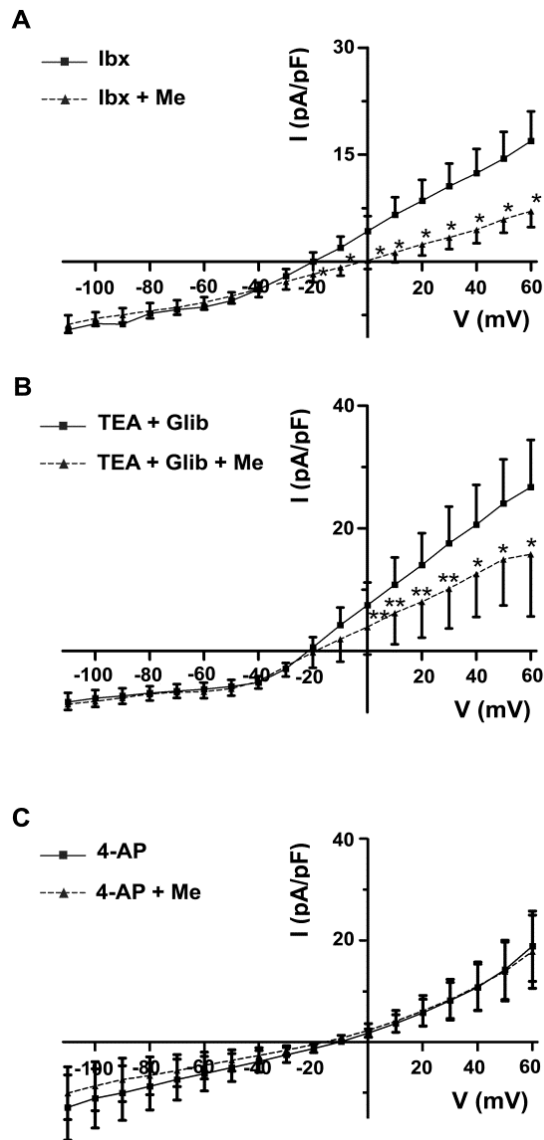 A
Ibx
Ibx + Me
I (pA/pF)
30
15
* * * * * * * * *
-100 -80 -60 -40 -20 20 40 60
V (mV)
B
TEA + Glib
TEA + Glib + Me
I (pA/pF)
40
20
** ** ** ** * * *
-100 -80 -60 -40 -20 20 40 60
V (mV)
C
4-AP
4-AP + Me
I (pA/pF)
40
20
-100 -80 -60 -40 -20 20 40 60
V (mV)